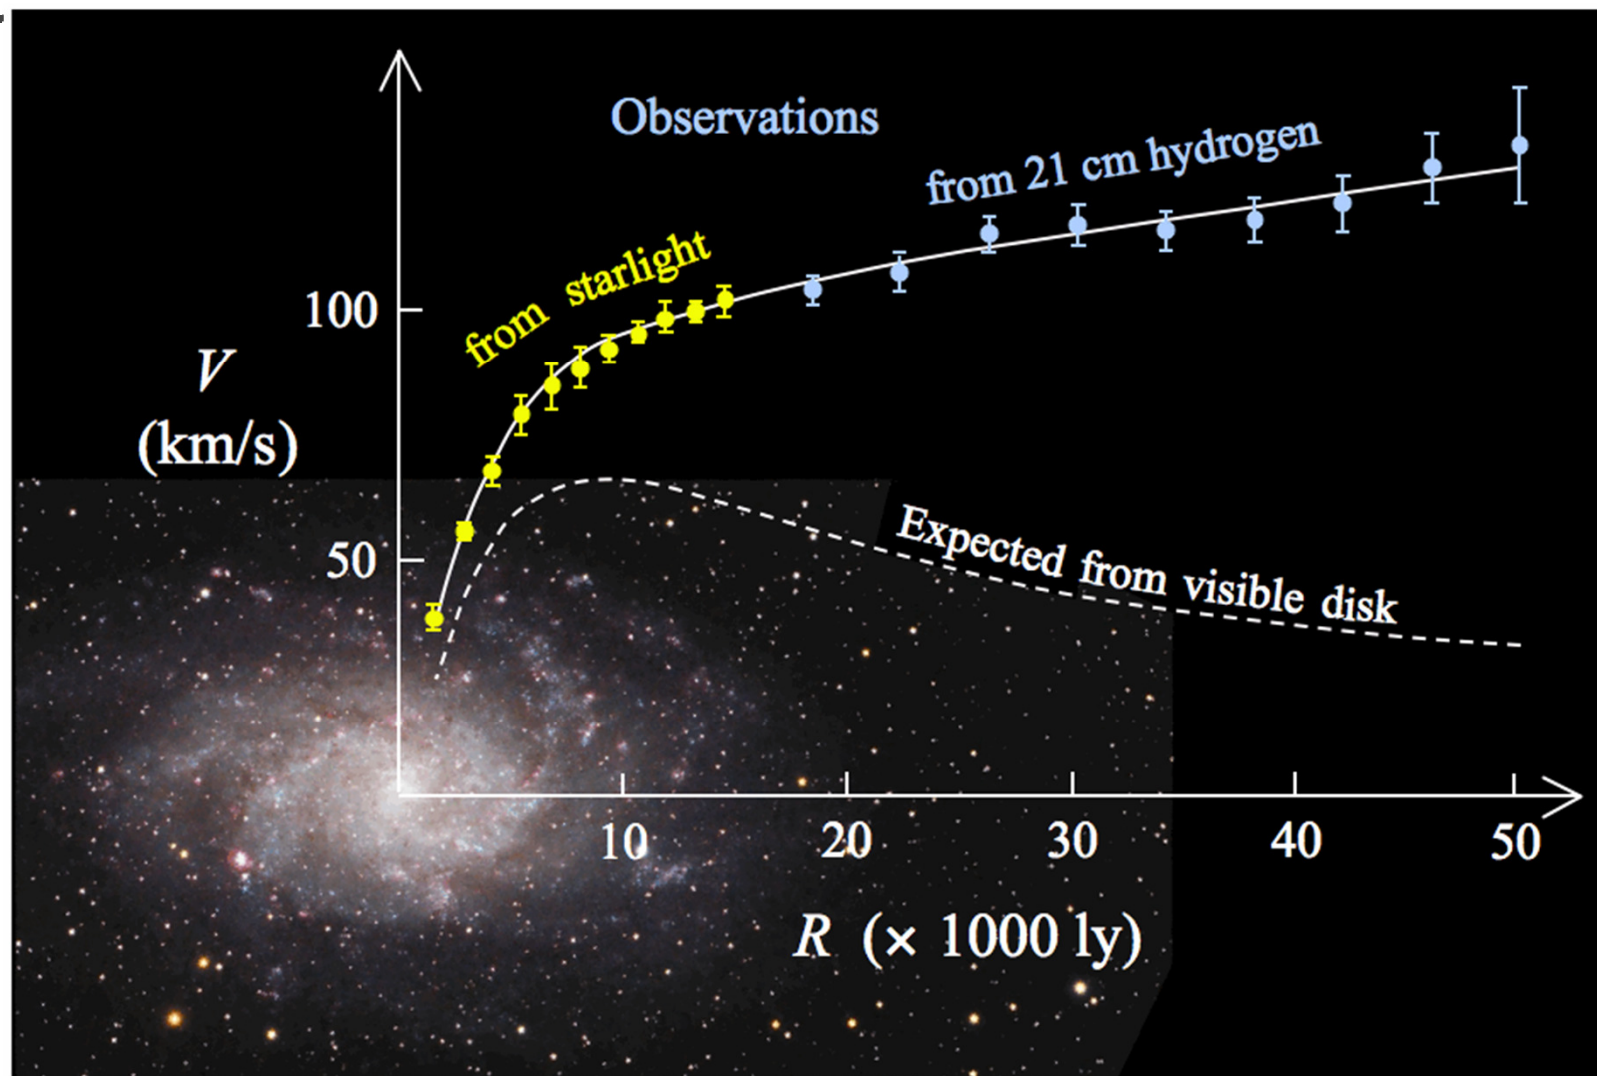 Observations
from 21 cm hydrogen
from starlight
100
V
(km/s)
50
Expected from visible disk
10 20 30 40 50
R (× 1000 ly)